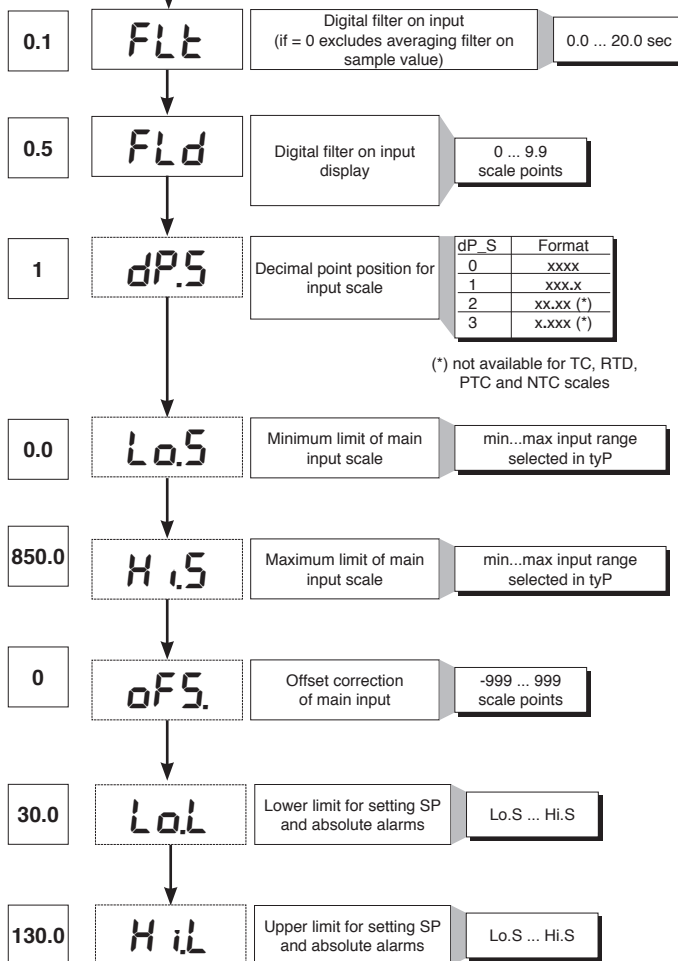 0.1
FLt
Digital filter on input
(if = 0 excludes averaging filter on
sample value)
0.0 ... 20.0 sec
0.5
FLd
Digital filter on input
display
0 ... 9.9
scale points
1
dP.S
Decimal point position for
input scale
dP_S Format
0 xxxx
1 xxx.x
2 xx.xx (*)
3 x.xxx (*)
(*) not available for TC, RTD,
PTC and NTC scales
0.0
Lo.S
Minimum limit of main
input scale
min...max input range
selected in tyP
850.0
Hi.S
Maximum limit of main
input scale
min...max input range
selected in tyP
0
oFS.
Offset correction
of main input
-999 ... 999
scale points
30.0
Lo.L
Lower limit for setting SP
and absolute alarms
Lo.S ... Hi.S
130.0
Hi.L
Upper limit for setting SP
and absolute alarms
Lo.S ... Hi.S